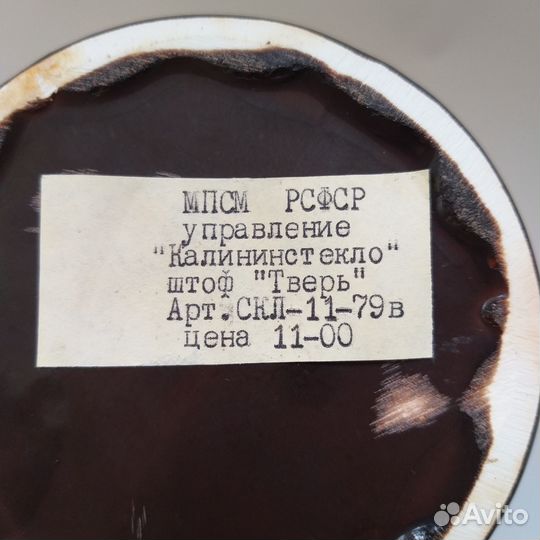 МПСМ РСФСР
управление
"Калининстекло"
штоф "Тверь"
Арт.СКЛ-11-79в
цена 11-00
Avito